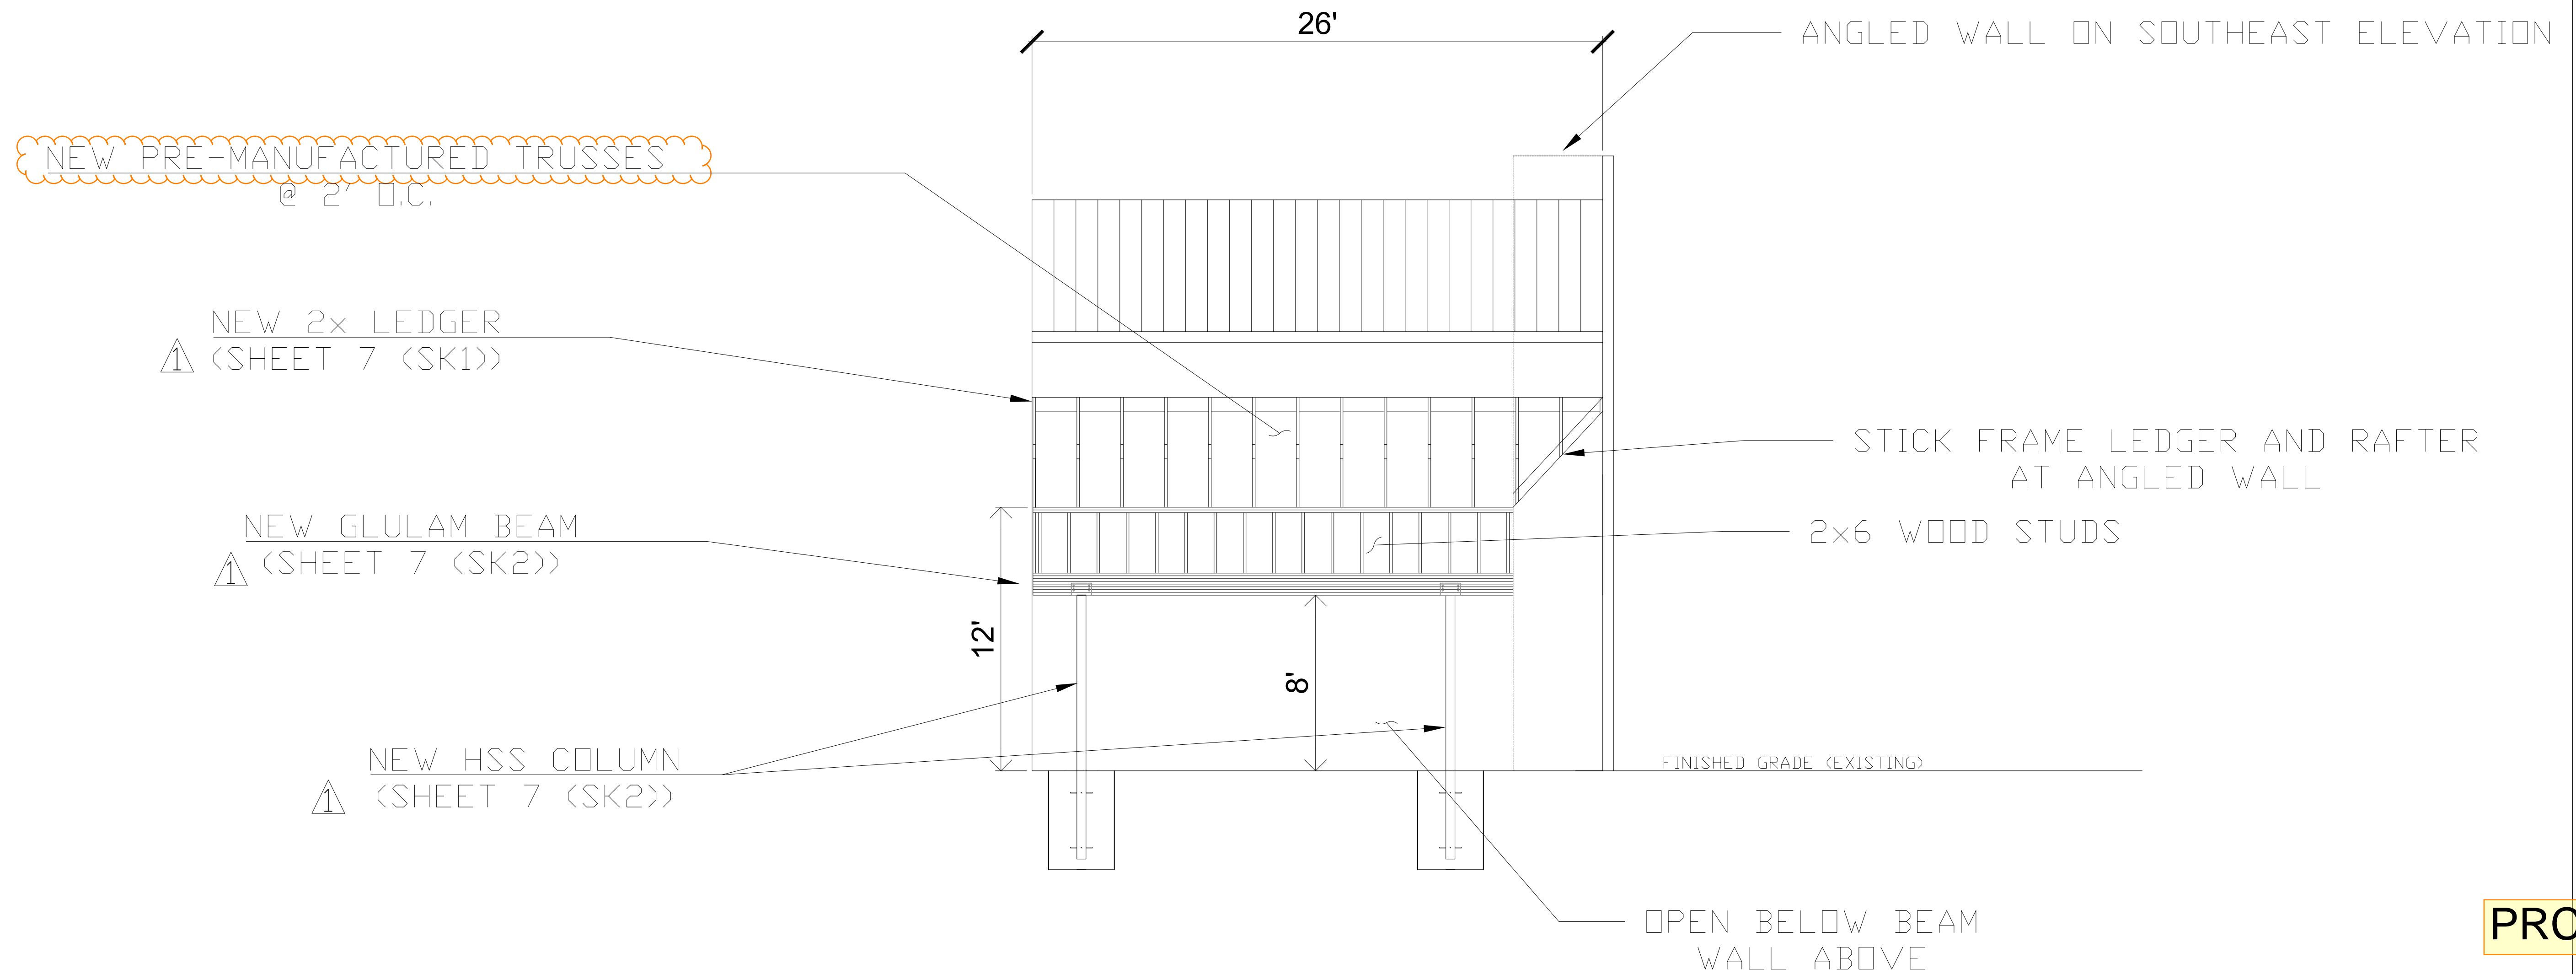 26'
ANGLED WALL ON SOUTHEAST ELEVATION
NEW PRE-MANUFACTURED TRUSSES
@ 2' O.C.
NEW 2x LEDGER
1 (SHEET 7 (SK1))
STICK FRAME LEDGER AND RAFTER
AT ANGLED WALL
NEW GLULAM BEAM
1 (SHEET 7 (SK2))
2x6 WOOD STUDS
12'
8'
NEW HSS COLUMN
1 (SHEET 7 (SK2))
FINISHED GRADE (EXISTING)
OPEN BELOW BEAM
WALL ABOVE